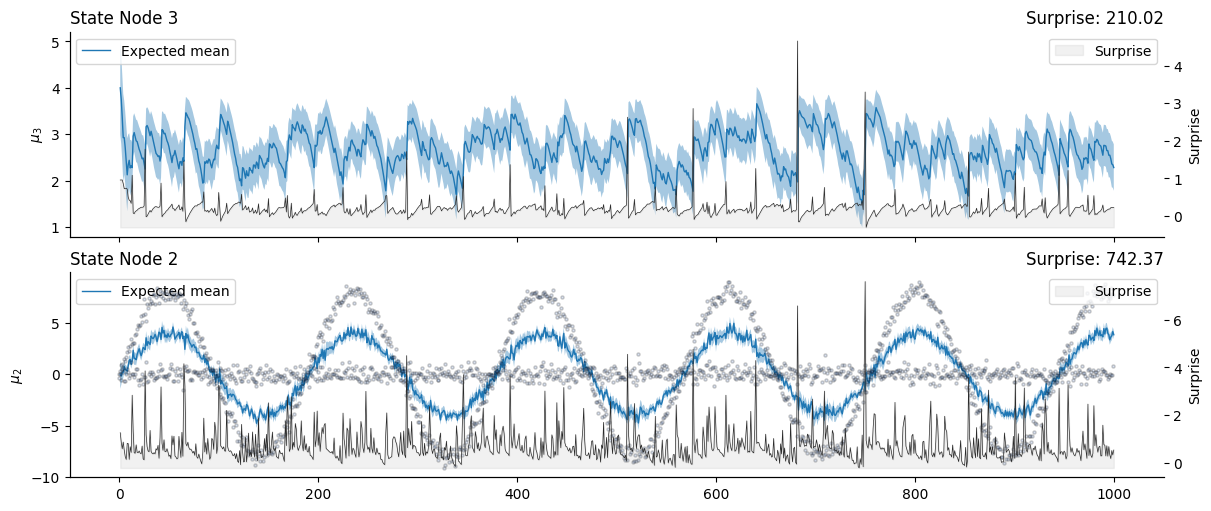 State Node 3
Surprise: 210.02
Expected mean
Surprise
5
4
3
2
1
μ3
4
3
2
1
0
Surprise
State Node 2
Surprise: 742.37
Expected mean
Surprise
5
0
−5
−10
μ2
6
4
2
0
Surprise
0
200
400
600
800
1000